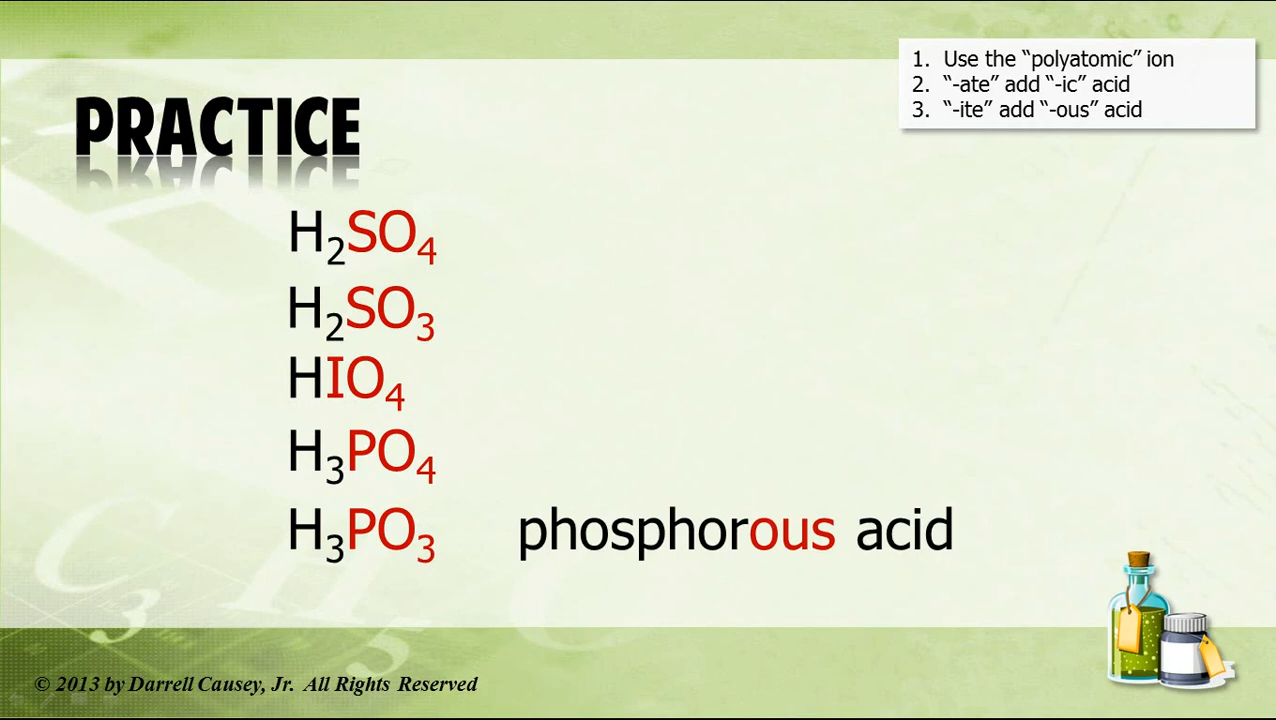 1. Use the “polyatomic” ion
2. “-ate” add “-ic” acid
3. “-ite” add “-ous” acid
PRACTICE
H₂SO₄
H₂SO₃
HIO₄
H₃PO₄
H₃PO₃ phosphorous acid
© 2013 by Darrell Causey, Jr. All Rights Reserved